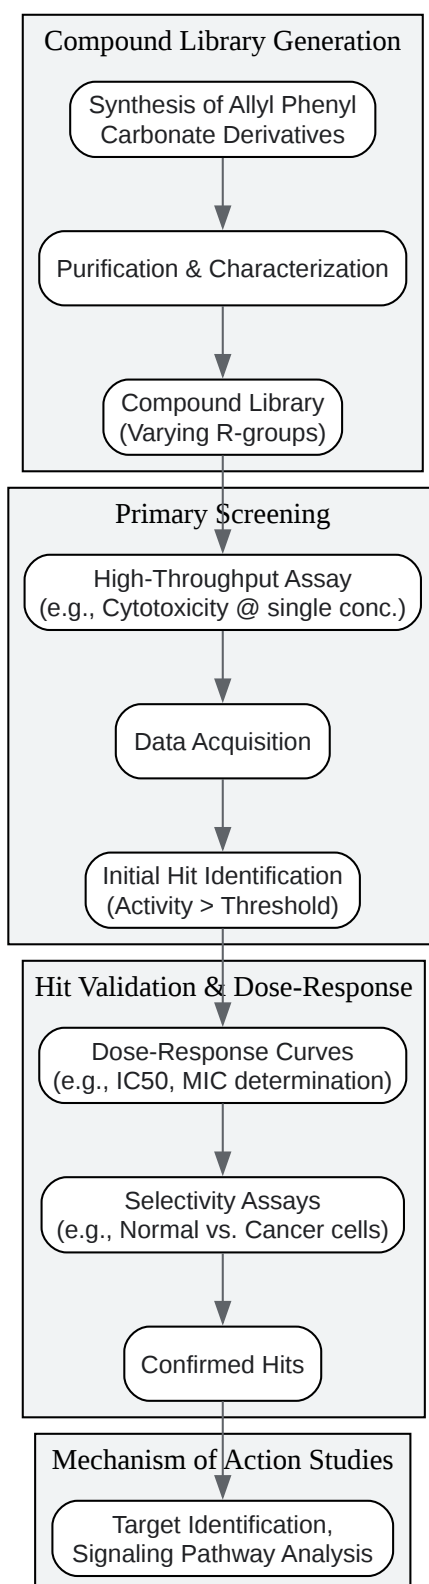 Compound Library Generation
Synthesis of Allyl Phenyl
Carbonate Derivatives
Purification & Characterization
Compound Library
(Varying R-groups)
Primary Screening
High-Throughput Assay
(e.g., Cytotoxicity @ single conc.)
Data Acquisition
Initial Hit Identification
(Activity > Threshold)
Hit Validation & Dose-Response
Dose-Response Curves
(e.g., IC50, MIC determination)
Selectivity Assays
(e.g., Normal vs. Cancer cells)
Confirmed Hits
Mechanism of Action Studies
Target Identification,
Signaling Pathway Analysis